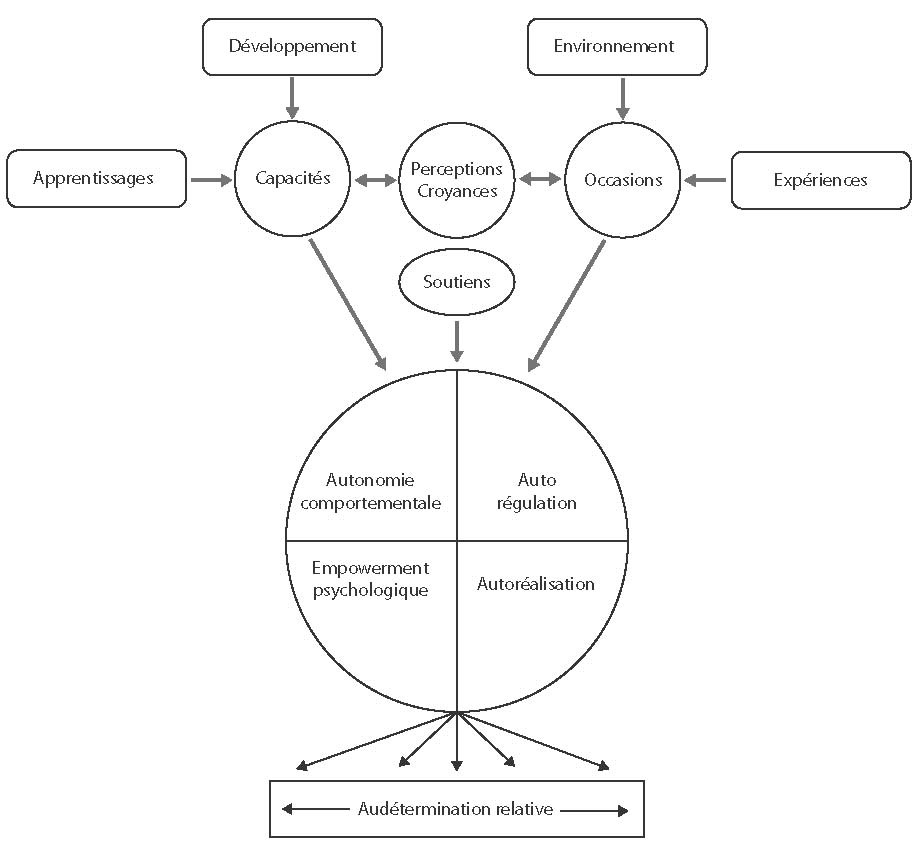 Développement
Environnement
Apprentissages
Capacités
Perceptions
Croyances
Occasions
Expériences
Soutiens
Autonomie
comportementale
Auto
régulation
Empowerment
psychologique
Autoréalisation
Audétermination relative